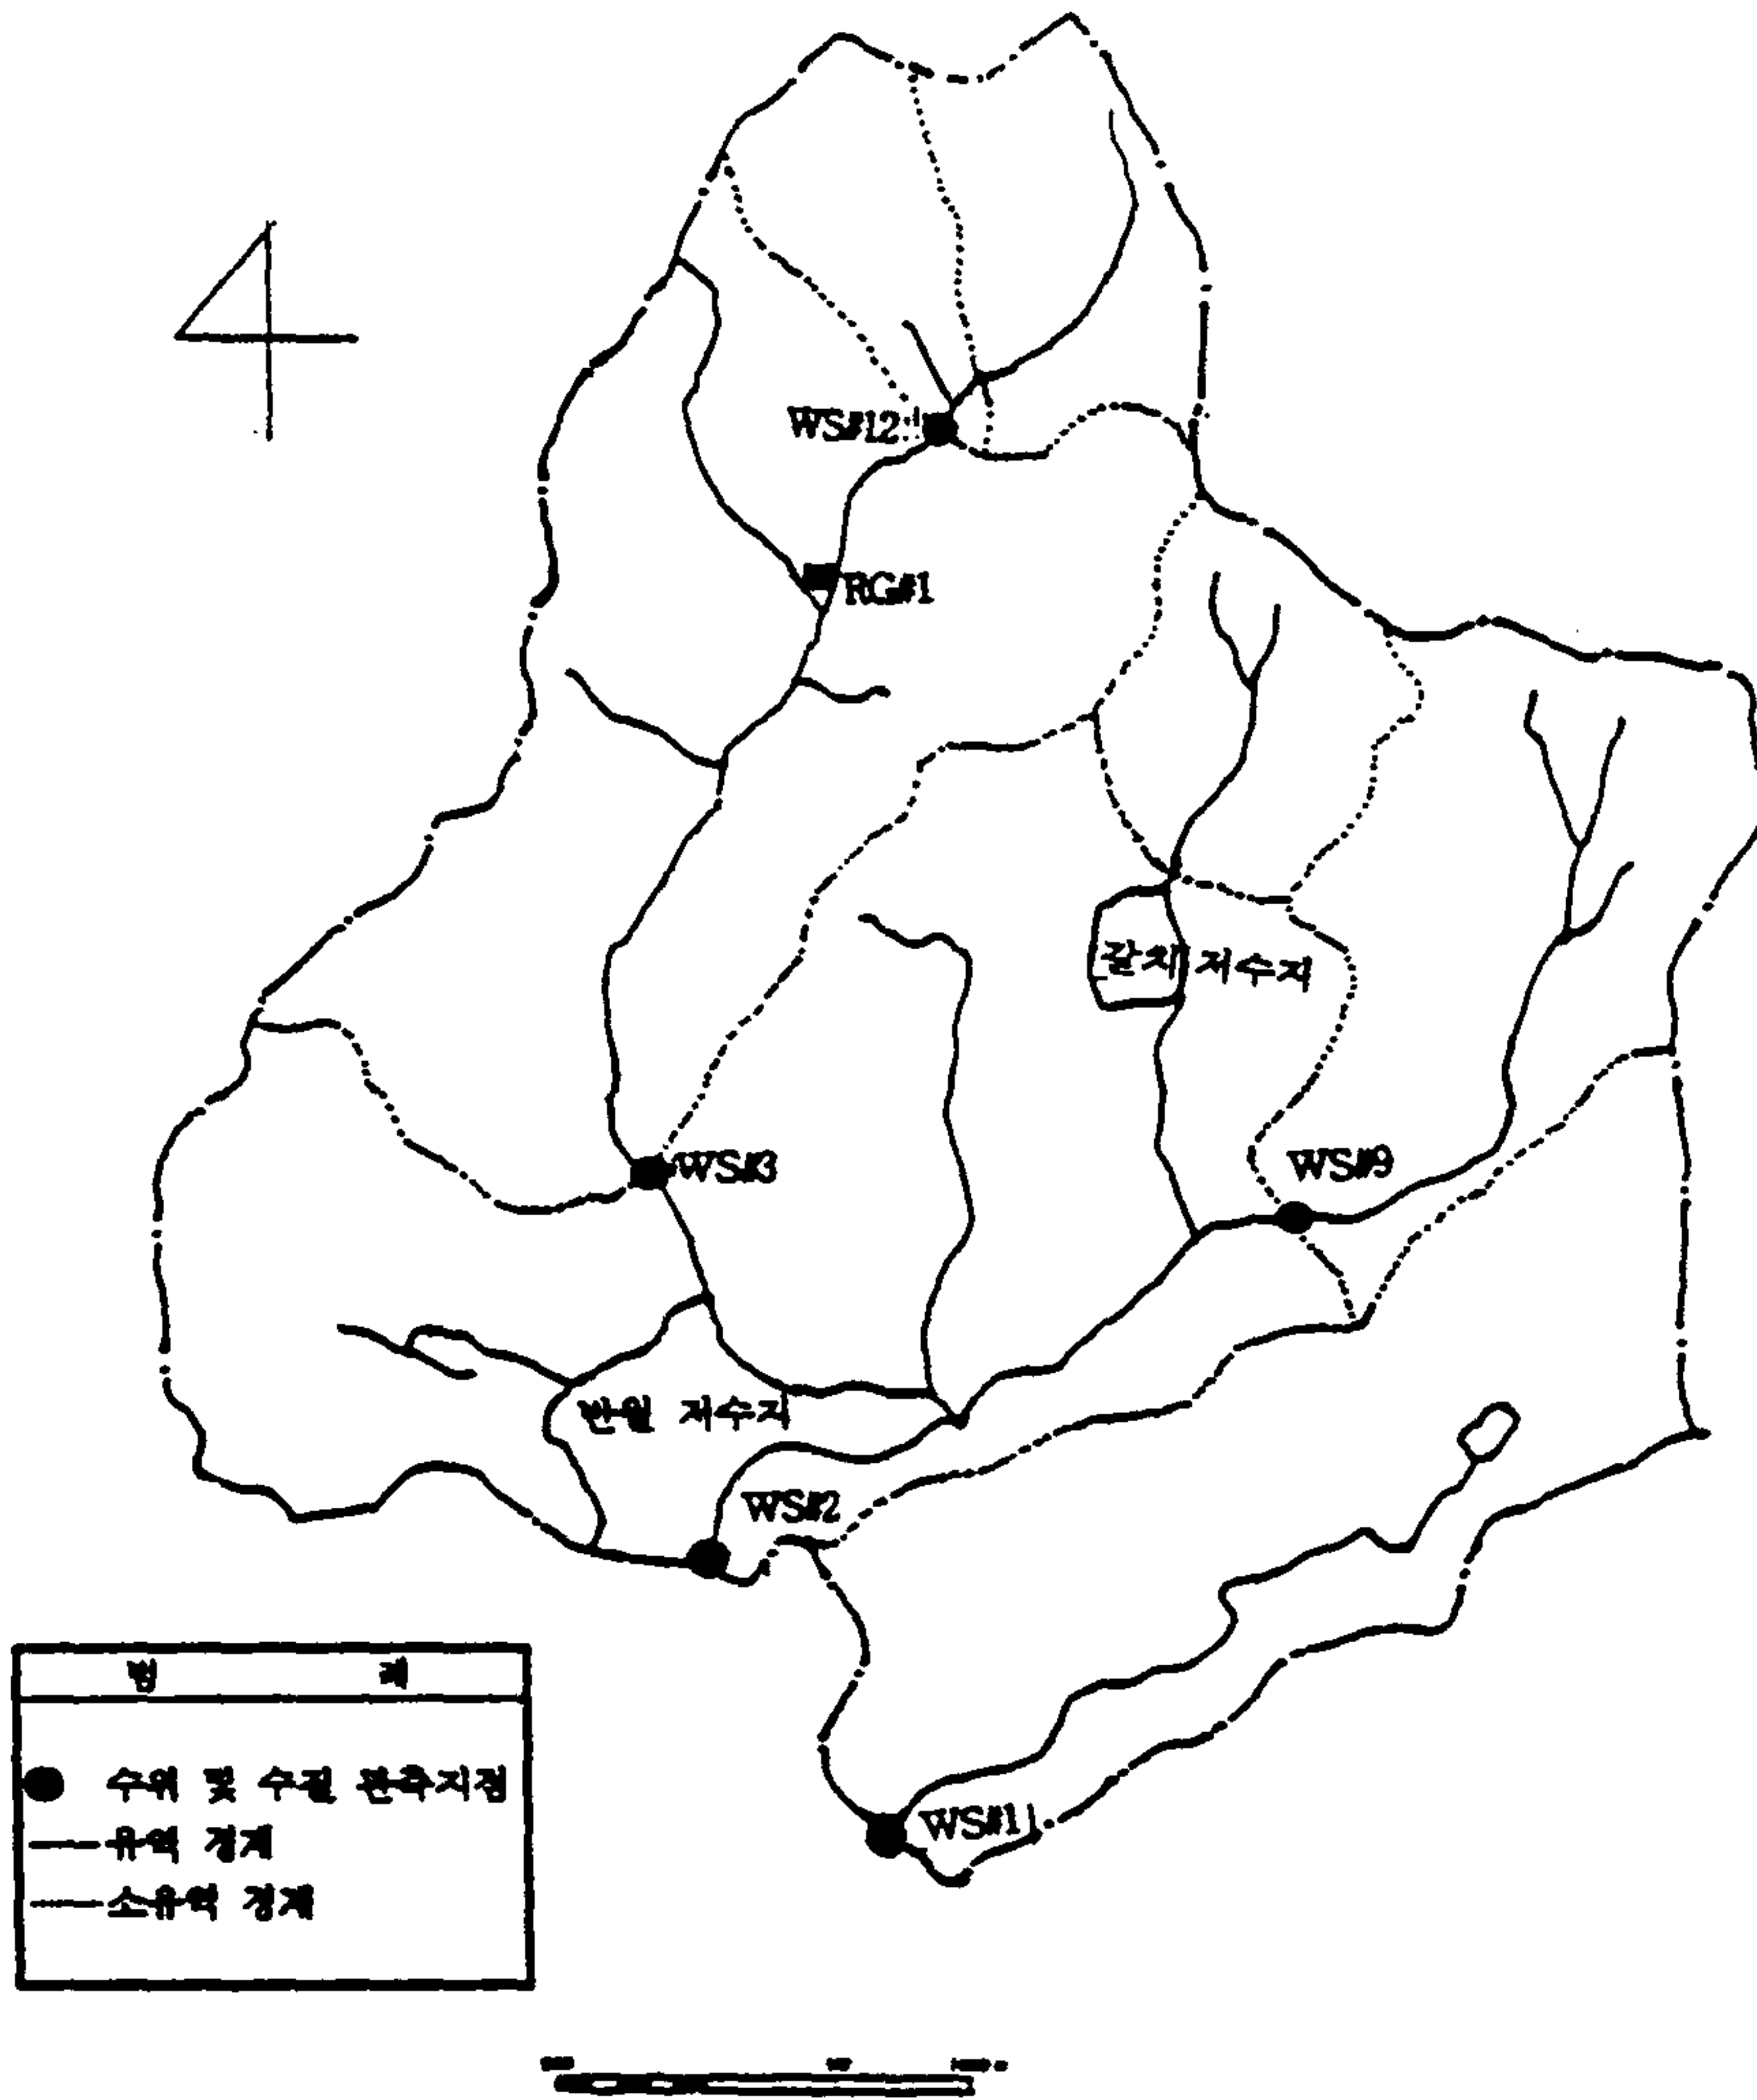 WS#12
RG#1
갈치 저수지
WS#3
WS#9
반월 저수지
WS#2
WS#1
범 례
수위 및 수질 관측지점
유역 경계
소유역 경계